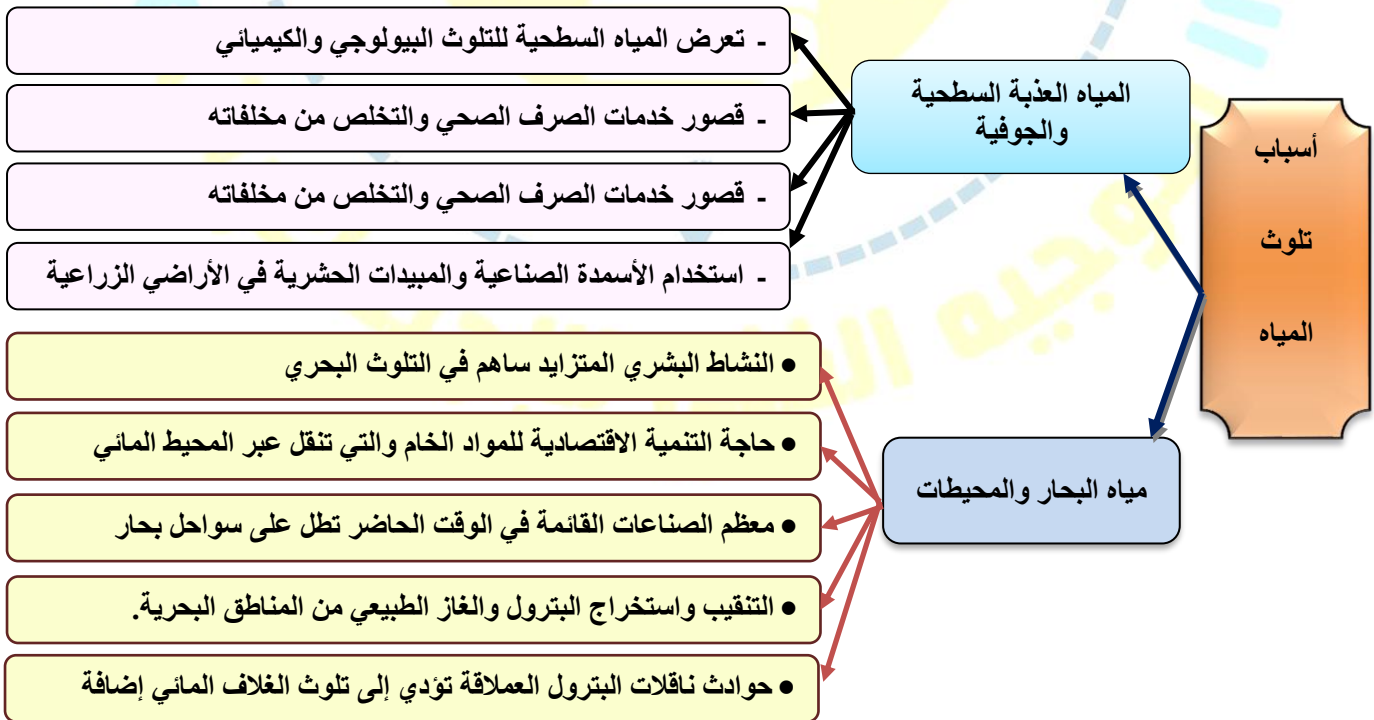 أسباب
تلوث
المياه
المياه العذبة السطحية
والجوفية
- تعرض المياه السطحية للتلوث البيولوجي والكيميائي
- قصور خدمات الصرف الصحي والتخلص من مخلفاته
- قصور خدمات الصرف الصحي والتخلص من مخلفاته
- استخدام الأسمدة الصناعية والمبيدات الحشرية في الأراضي الزراعية
مياه البحار والمحيطات
• النشاط البشري المتزايد ساهم في التلوث البحري
• حاجة التنمية الاقتصادية للمواد الخام والتي تنقل عبر المحيط المائي
• معظم الصناعات القائمة في الوقت الحاضر تطل على سواحل بحار
• التنقيب واستخراج البترول والغاز الطبيعي من المناطق البحرية.
• حوادث ناقلات البترول العملاقة تؤدي إلى تلوث الغلاف المائي إضافة